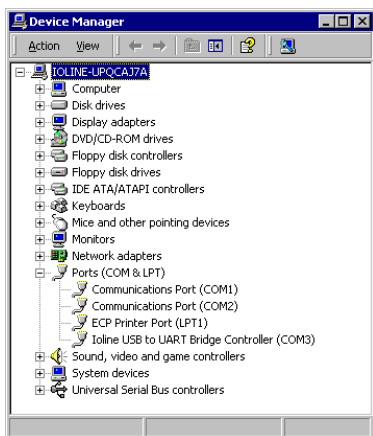 Device Manager
Action View
IOLINE-UPQCAJ7A
Computer
Disk drives
Display adapters
DVD/CD-ROM drives
Floppy disk controllers
Floppy disk drives
IDE ATA/ATAPI controllers
Keyboards
Mice and other pointing devices
Monitors
Network adapters
Ports (COM & LPT)
Communications Port (COM1)
Communications Port (COM2)
ECP Printer Port (LPT1)
Ioline USB to UART Bridge Controller (COM3)
Sound, video and game controllers
System devices
Universal Serial Bus controllers